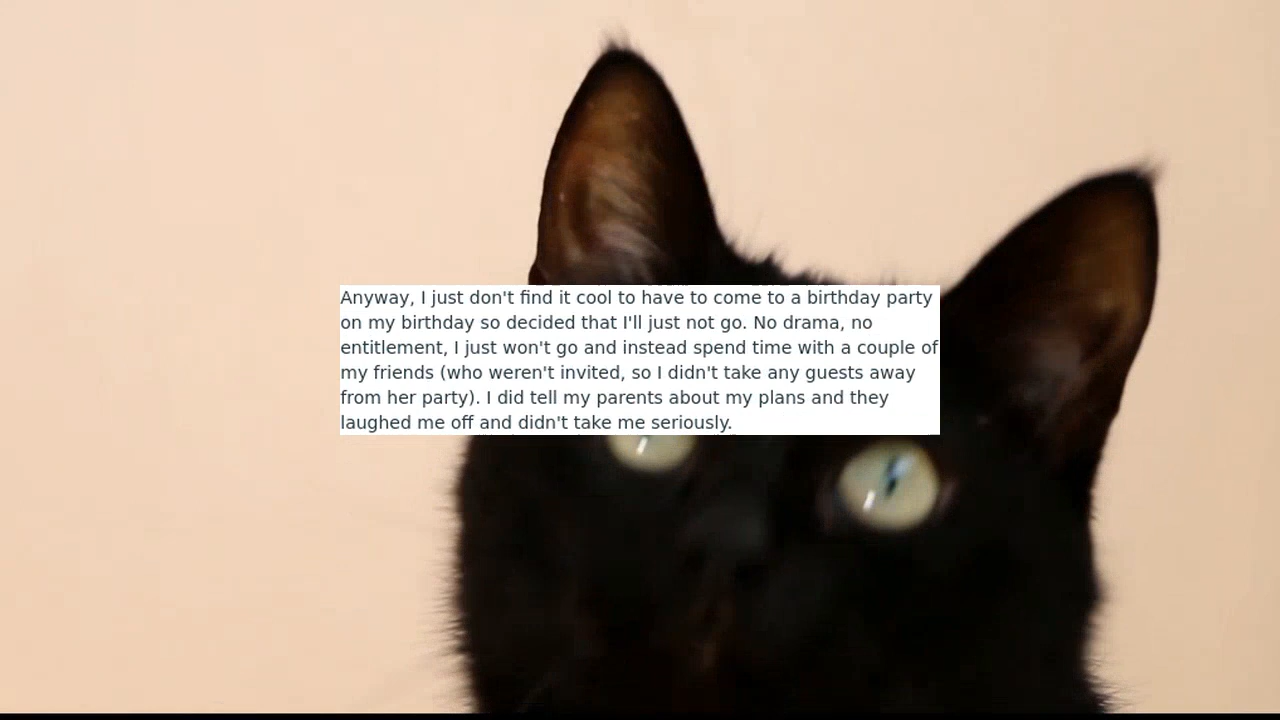 Anyway, I just don't find it cool to have to come to a birthday party
on my birthday so decided that I'll just not go. No drama, no
entitlement, I just won't go and instead spend time with a couple of
my friends (who weren't invited, so I didn't take any guests away
from her party). I did tell my parents about my plans and they
laughed me off and didn't take me seriously.